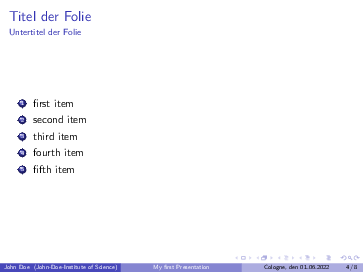 Titel der Folie
Untertitel der Folie
first item
second item
third item
fourth item
fifth item
John Doe (John-Doe-Institute of Science) My first Presentation Cologne, den 01.06.2022 4/8